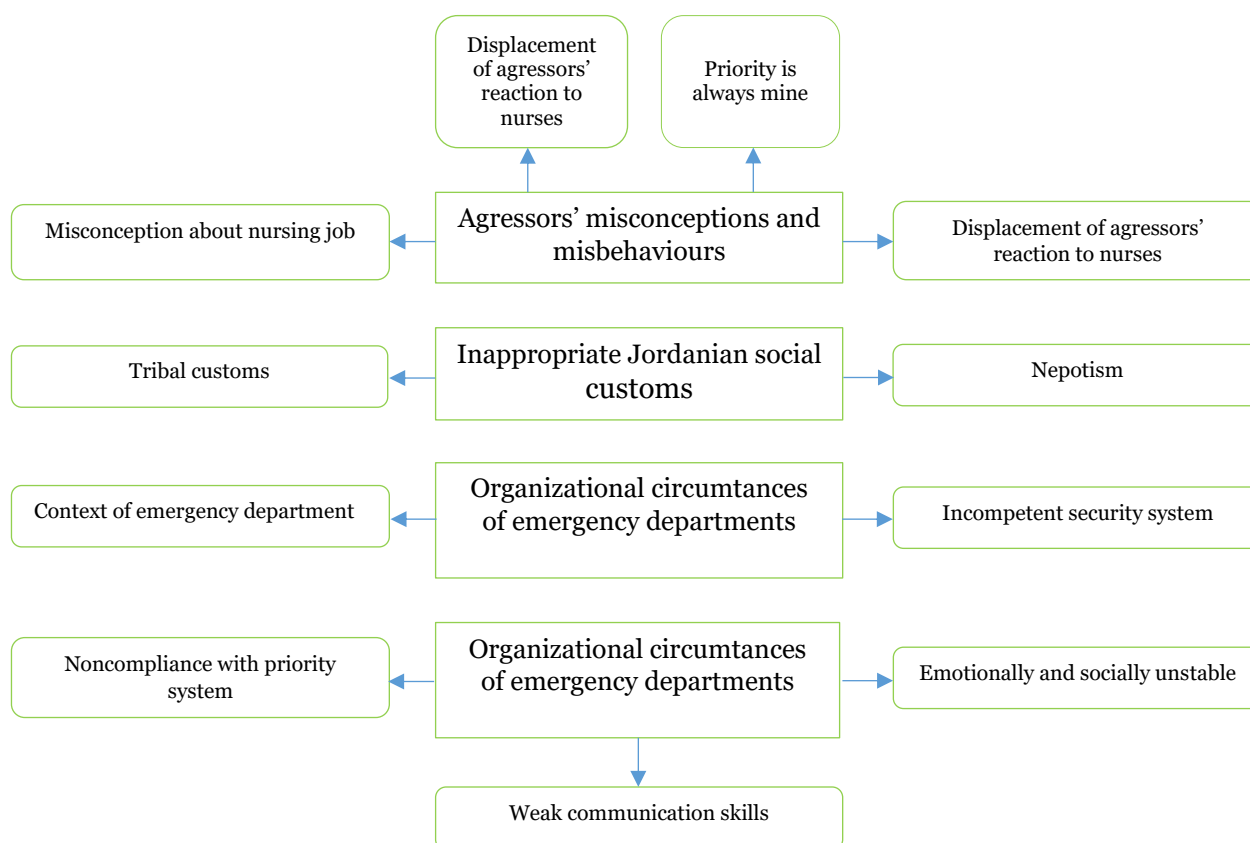 Displacement
of agressors’
reaction to
nurses
Priority is
always mine
Misconception about nursing job
Agressors’ misconceptions and
misbehaviours
Displacement of agressors’
reaction to nurses
Tribal customs
Inappropriate Jordanian social
customs
Nepotism
Context of emergency department
Organizational circumtances
of emergency departments
Incompetent security system
Noncompliance with priority
system
Organizational circumtances
of emergency departments
Emotionally and socially unstable
Weak communication skills